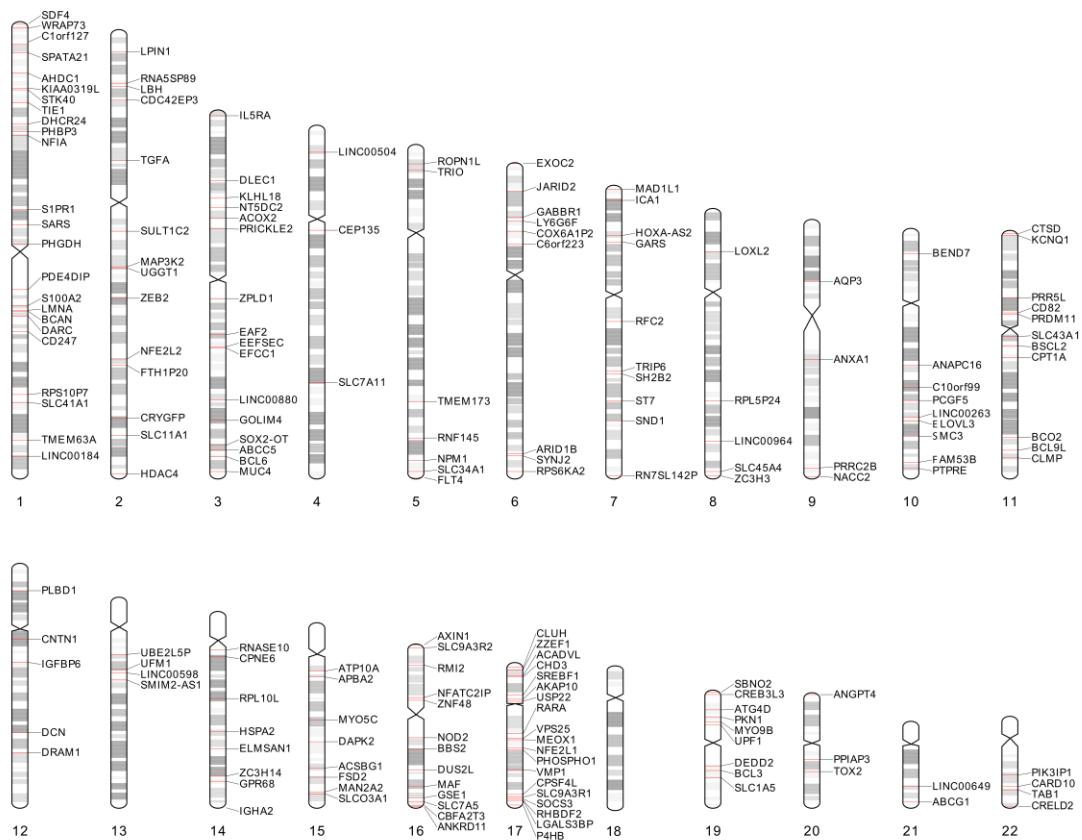 SDF4
WRAP73
C1orf127
SPATA21
AHDC1
KIAA0319L
STK40
TIE1
DHCR24
PHBP3
NFIA
S1PR1
SARS
PHGDH
PDE4DIP
S100A2
LMNA
BCAN
DARC
CD247
RPS10P7
SLC41A1
TMEM63A
LINC00184
1
LPIN1
RNA5SP89
LBH
CDC42EP3
TGFA
SULT1C2
MAP3K2
UGGT1
ZEB2
NFE2L2
FTH1P20
CRYGFP
SLC11A1
HDAC4
2
IL5RA
DLEC1
KLHL18
NT5DC2
ACOX2
PRICKLE2
ZPLD1
EAF2
EEFSEC
EFCC1
LINC00880
GOLIM4
SOX2-OT
ABCC5
BCL6
MUC4
3
LINC00504
CEP135
SLC7A11
4
ROPN1L
TRIO
TMEM173
RNF145
NPM1
SLC34A1
FLT4
5
EXOC2
JARID2
GABBR1
LY6G6F
COX6A1P2
C6orf223
ARID1B
SYNJ2
RPS6KA2
6
MAD1L1
ICA1
HOXA-AS2
GARS
RFC2
TRIP6
SH2B2
ST7
SND1
RN7SL142P
7
LOXL2
RPL5P24
LINC00964
SLC45A4
ZC3H3
8
AQP3
ANXA1
PRRC2B
NACC2
9
BEND7
ANAPC16
C10orf99
PCGF5
LINC00263
ELOVL3
SMC3
FAM53B
PTPRE
10
CTSD
KCNQ1
PRR5L
CD82
PRDM11
SLC43A1
BSCL2
CPT1A
BCO2
BCL9L
CLMP
11
PLBD1
CNTN1
IGFBP6
DCN
DRAM1
12
UBE2L5P
UFM1
LINC00598
SMIM2-AS1
13
RNASE10
CPNE6
RPL10L
HSPA2
ELMSAN1
ZC3H14
GPR68
IGHA2
14
ATP10A
APBA2
MYO5C
DAPK2
ACSBG1
FSD2
MAN2A2
SLCO3A1
15
AXIN1
SLC9A3R2
RMI2
NFATC2IP
ZNF48
NOD2
BBS2
DUS2L
MAF
GSE1
SLC7A5
CBFA2T3
ANKRD11
16
CLUH
ZZEF1
ACADVL
CHD3
SREBF1
AKAP10
USP22
RARA
VPS25
MEOX1
NFE2L1
PHOSPHO1
VMP1
CPSF4L
SLC9A3R1
SOCS3
RHBDF2
LGALS3BP
P4HB
17
18
SBNO2
CREB3L3
ATG4D
PKN1
MYO9B
UPF1
DEDD2
BCL3
SLC1A5
19
ANGPT4
PPIAP3
TOX2
20
LINC00649
ABCG1
21
PIK3IP1
CARD10
TAB1
CRELD2
22